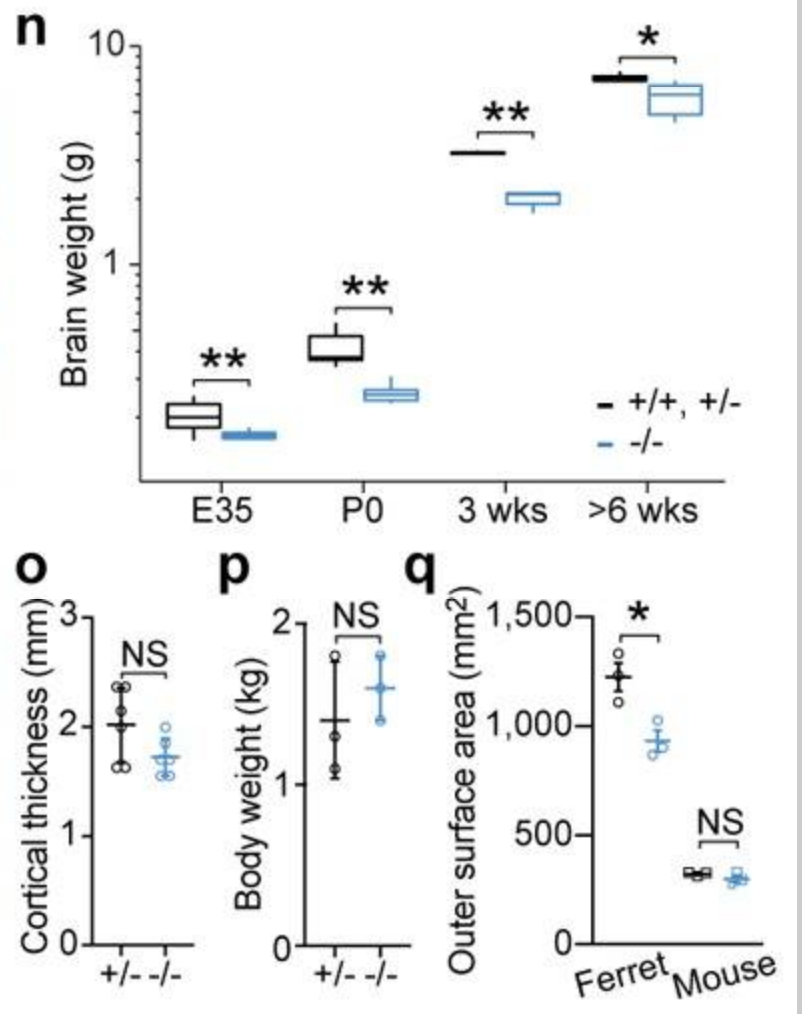 n
10
*
**
1
**
**
Brain weight (g)
+/+, +/-
-/-
E35 P0 3 wks >6 wks
o
3
NS
2
1
0
Cortical thickness (mm)
+/- -/-
p
2
NS
1
0
Body weight (kg)
+/- -/-
q
1,500
*
1,000
500
NS
0
Outer surface area (mm²)
Ferret Mouse